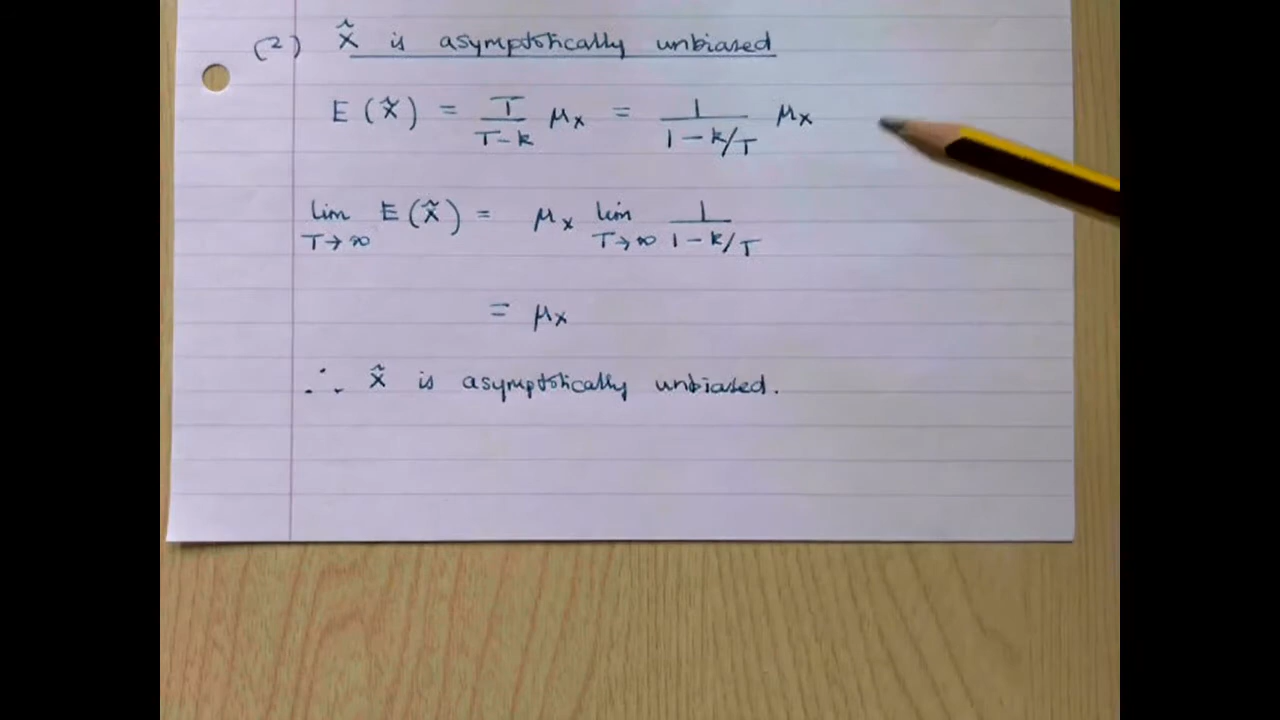 (2) x̃ is asymptotically unbiased
E (x̃) = T/T-k μx = 1/1-k/T μx
lim T→∞ E (x̃) = μx lim T→∞ 1/1-k/T
= μx
∴ x̃ is asymptotically unbiased.